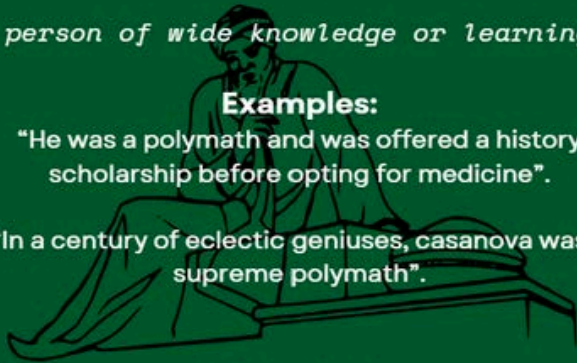 person of wide knowledge or learning
Examples:
“He was a polymath and was offered a history
scholarship before opting for medicine”.
In a century of eclectic geniuses, casanova was
supreme polymath”.